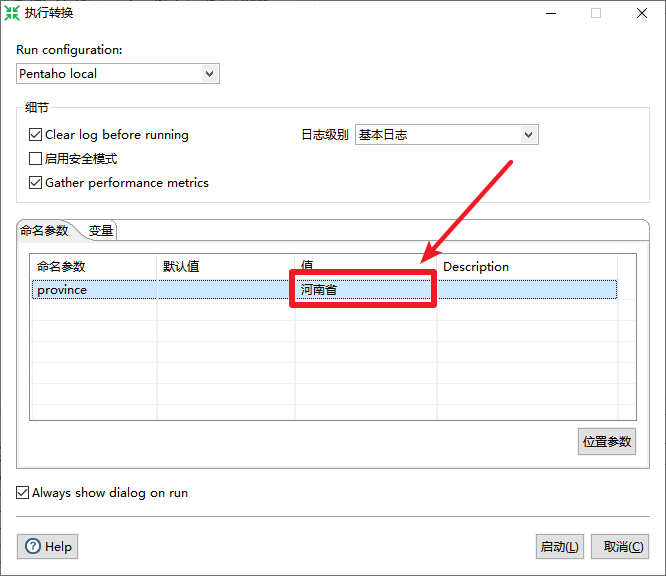 执行转换
Run configuration:
Pentaho local
细节
Clear log before running
日志级别 基本日志
启用安全模式
Gather performance metrics
命名参数 变量
命名参数 默认值 值 Description
province 河南省
位置参数
Always show dialog on run
Help 启动(L) 取消(C)